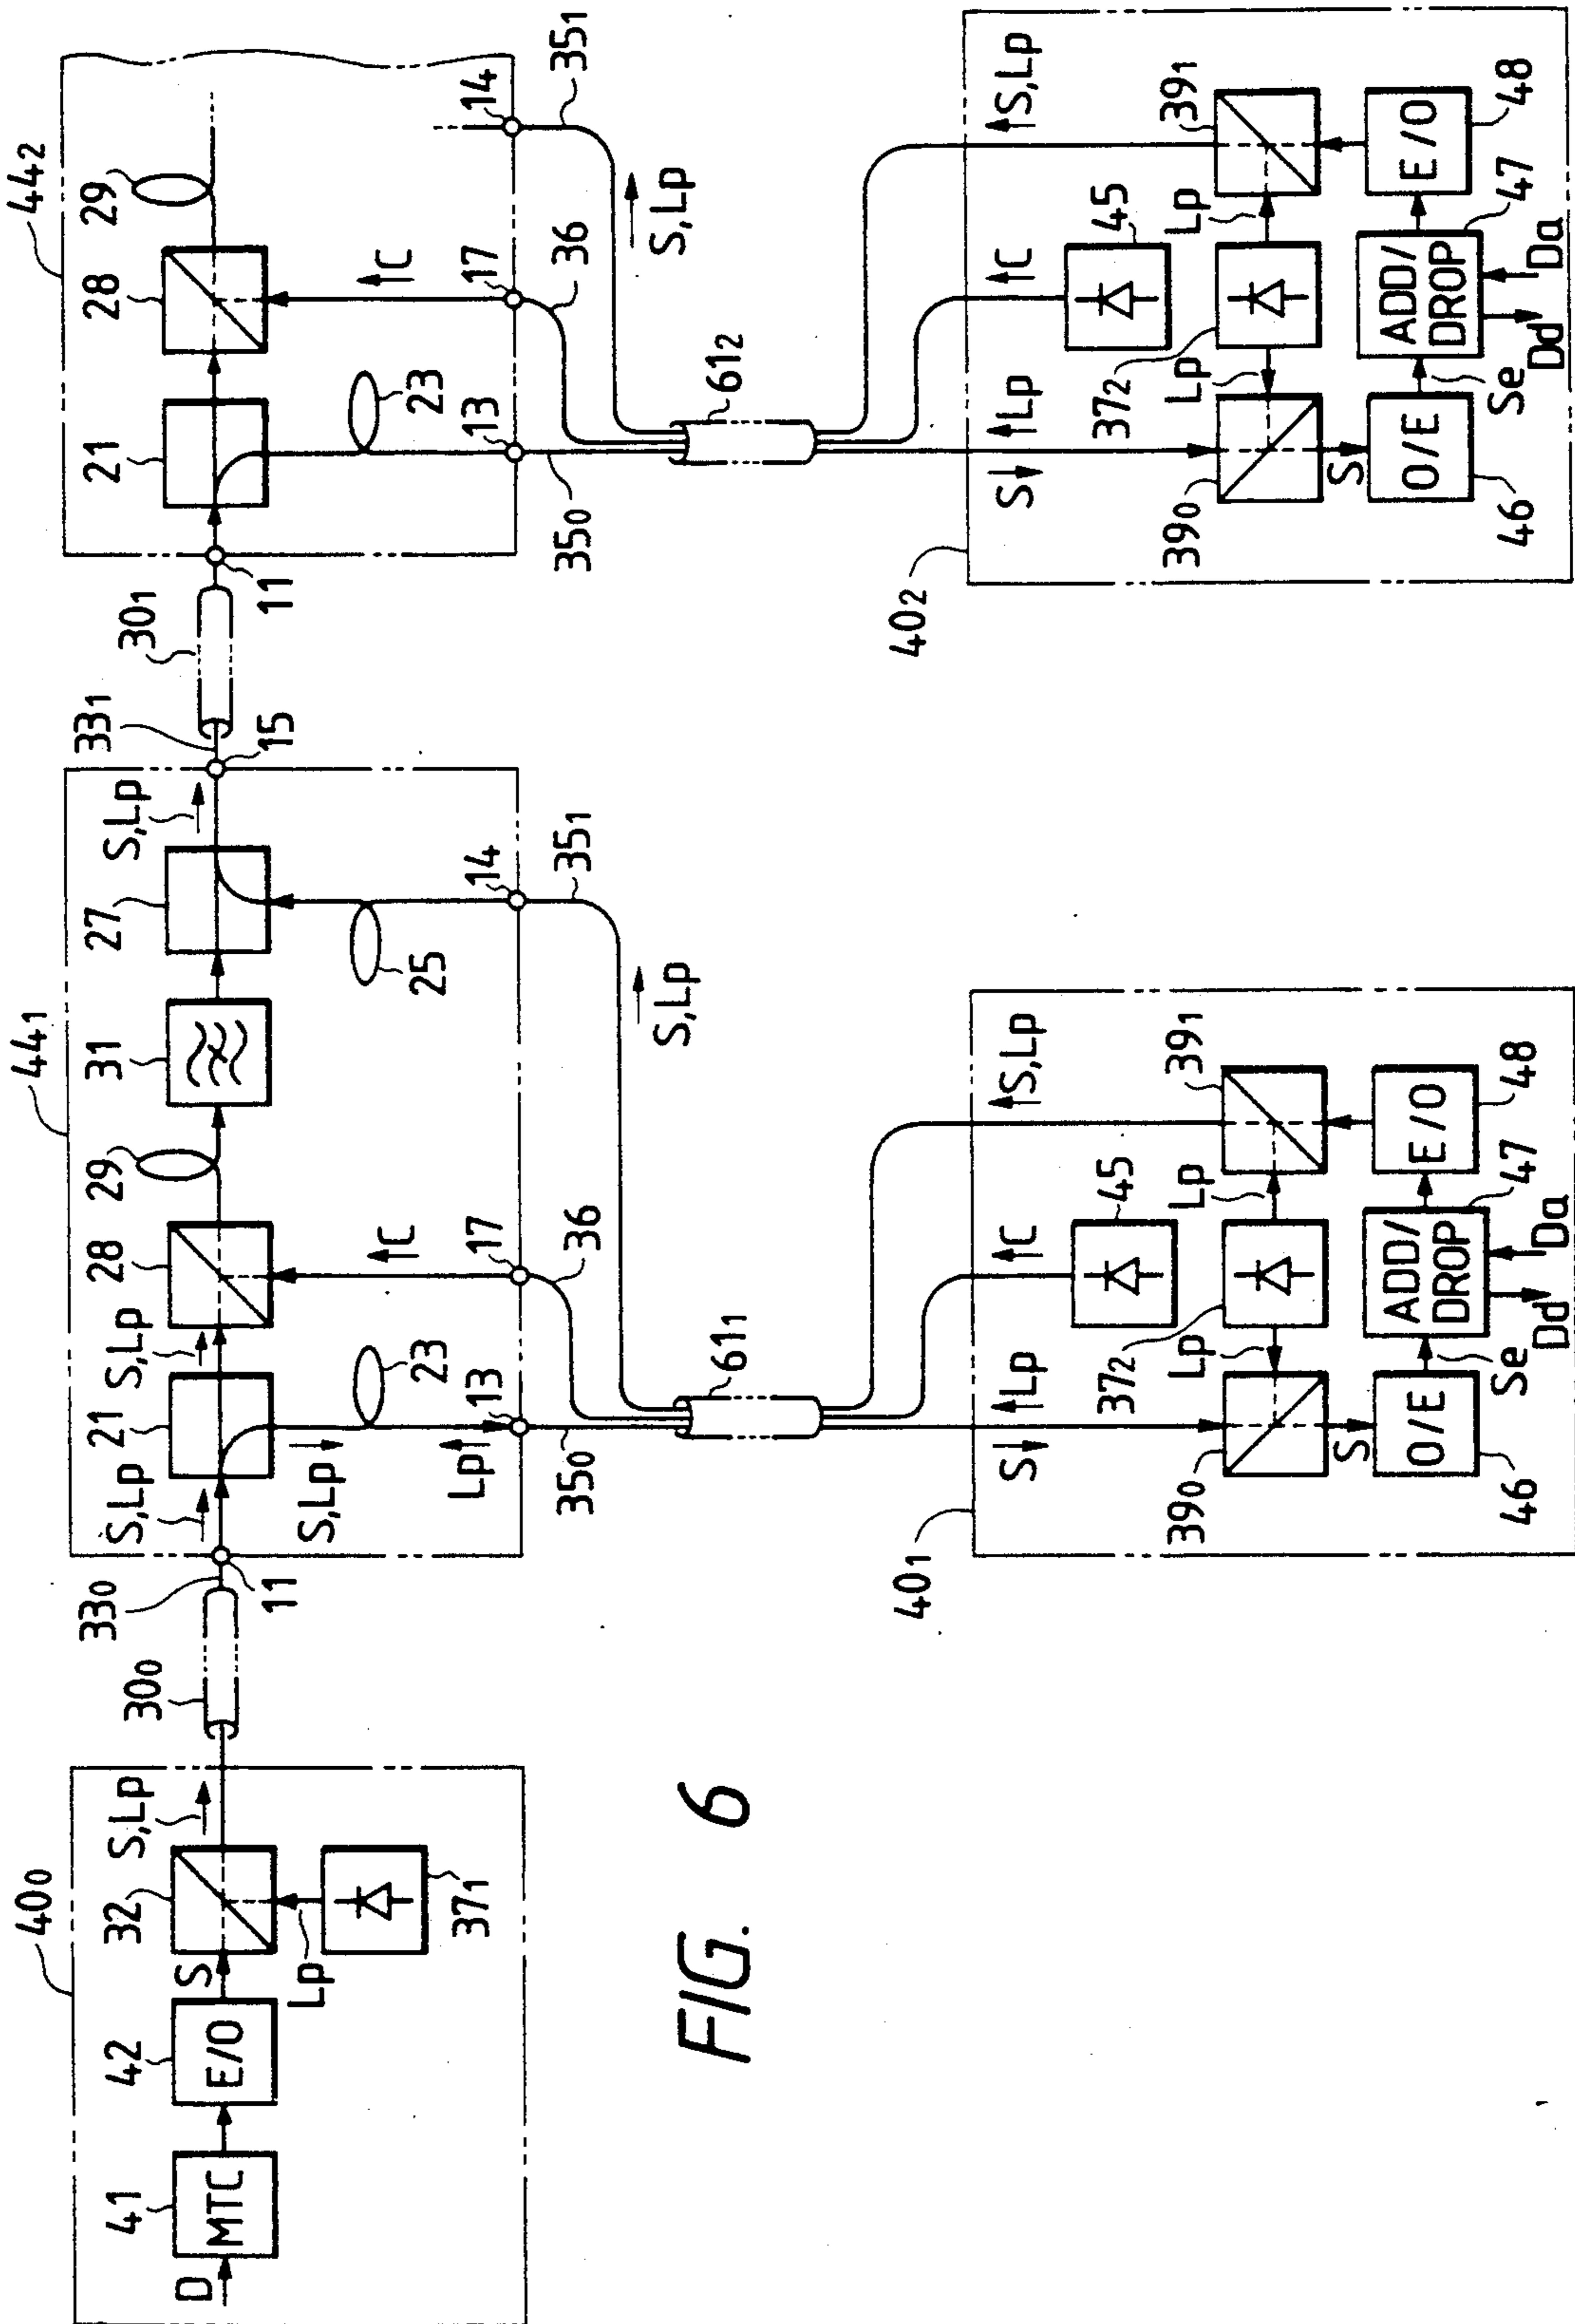 40₀
D
41
MTC
42
E/O
S
32
S,Lp
Lp
37₁
30₀
33₀
11
44₁
S,Lp
21
S,Lp
28
29
31
27
S,Lp
15
S,Lp
23
Lp
13
C
17
25
14
35₀
36
35₁
S,Lp
61₁
33₁
30₁
11
44₂
21
28
29
23
13
C
17
14
35₀
36
35₁
S,Lp
61₂
40₁
S
Lp
C
S,Lp
45
39₀
Lp
37₂
Lp
39₁
S
46
O/E
Se
ADD/
DROP
47
Dd
Da
E/O
48
40₂
S
Lp
C
S,Lp
45
39₀
Lp
37₂
Lp
39₁
S
46
O/E
Se
ADD/
DROP
47
Dd
Da
E/O
48
FIG. 6